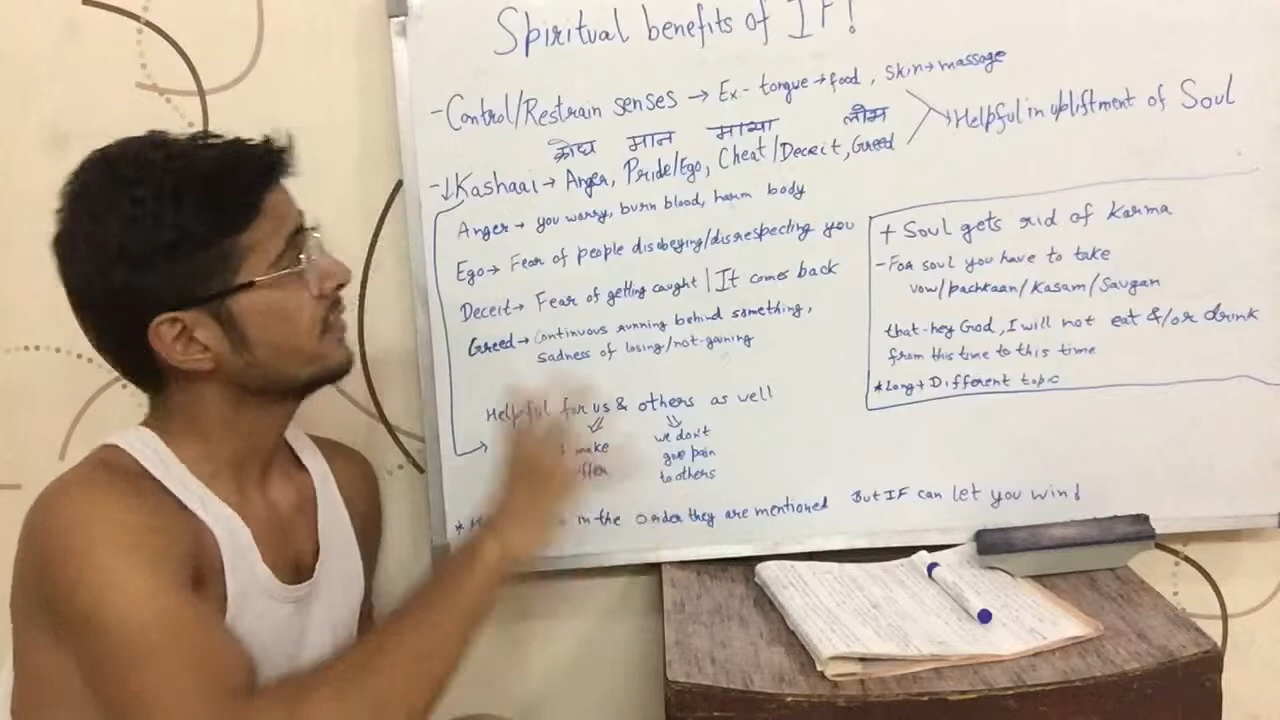 Spiritual benefits of IF!
-Control/Restrain senses → Ex- tongue→food, skin→massage
→Helpful in upliftment of Soul
क्रोध मान माया लोभ
-↓Kashaai→ Anger, Pride/Ego, Cheat/Deceit, Greed
Anger→ you worry, burn blood, harm body
Ego→ Fear of people disobeying/disrespecting you
Deceit→ Fear of getting caught | It comes back
Greed→ Continuous running behind something,
sadness of losing/not-gaining
Helpful for us & others as well
make
we don't
give pain
to others
in the order they are mentioned But IF can let you win!
+ Soul gets rid of Karma
-For soul you have to take
vow/pachkaan/Kasam/Saugan
that-hey God, I will not eat &/or drink
from this time to this time
*Long+Different topic